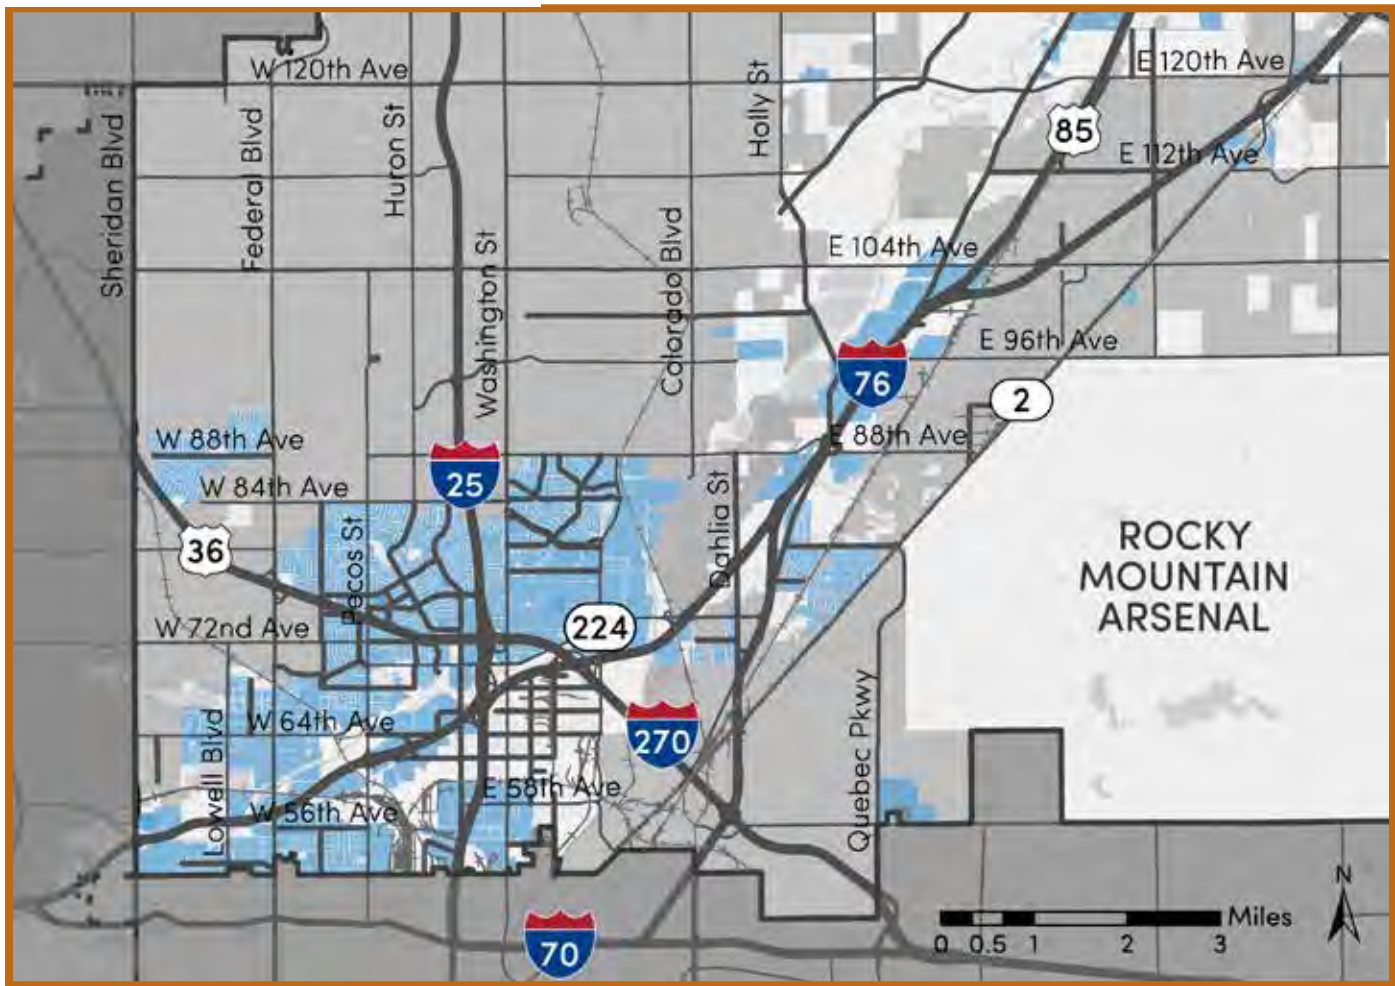 W 120th Ave
E 120th Ave
Holly St
85
Huron St
Federal Blvd
Sheridan Blvd
E 112th Ave
E 104th Ave
Washington St
Colorado Blvd
E 96th Ave
76
2
W 88th Ave
E 88th Ave
25
W 84th Ave
Dahlia St
36
Pecos St
ROCKY
MOUNTAIN
ARSENAL
224
W 72nd Ave
W 64th Ave
270
Lowell Blvd
Quebec Pkwy
E 58th Ave
W 56th Ave
N
Miles
0 0.5 1 2 3
70